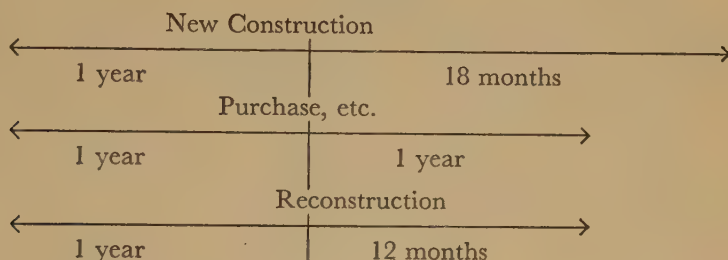 New Construction
1 year 18 months
Purchase, etc.
1 year 1 year
Reconstruction
1 year 12 months